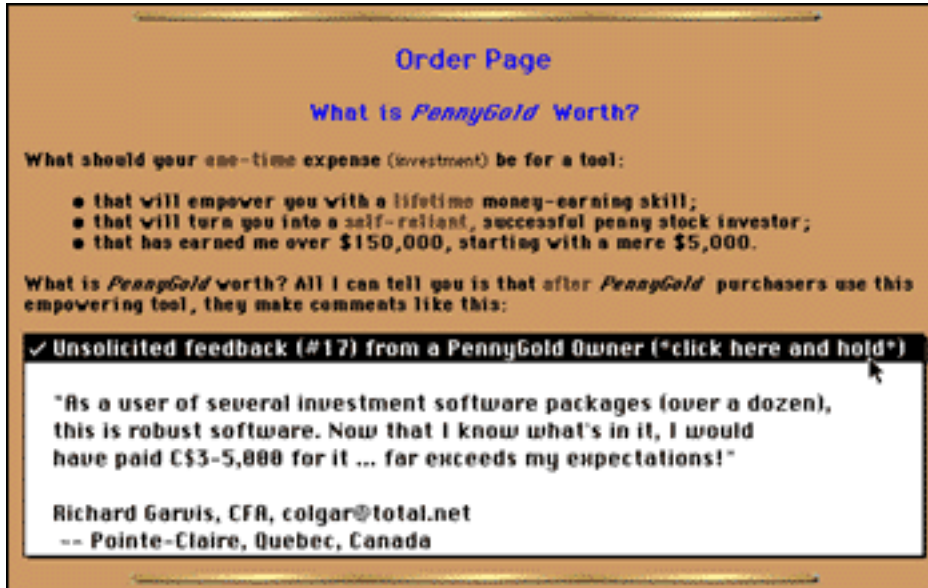 Order Page
What is PennyGold Worth?
What should your one-time expense (investment) be for a tool:
• that will empower you with a lifetime money-earning skill;
• that will turn you into a self-reliant, successful penny stock investor;
• that has earned me over $150,000, starting with a mere $5,000.
What is PennyGold worth? All I can tell you is that after PennyGold purchasers use this
empowering tool, they make comments like this:
✓ Unsolicited feedback (#17) from a PennyGold Owner (*click here and hold*)
"As a user of several investment software packages (over a dozen),
this is robust software. Now that I know what's in it, I would
have paid C$3-5,000 for it ... far exceeds my expectations!"
Richard Garvis, CFA, colgar@total.net
-- Pointe-Claire, Quebec, Canada